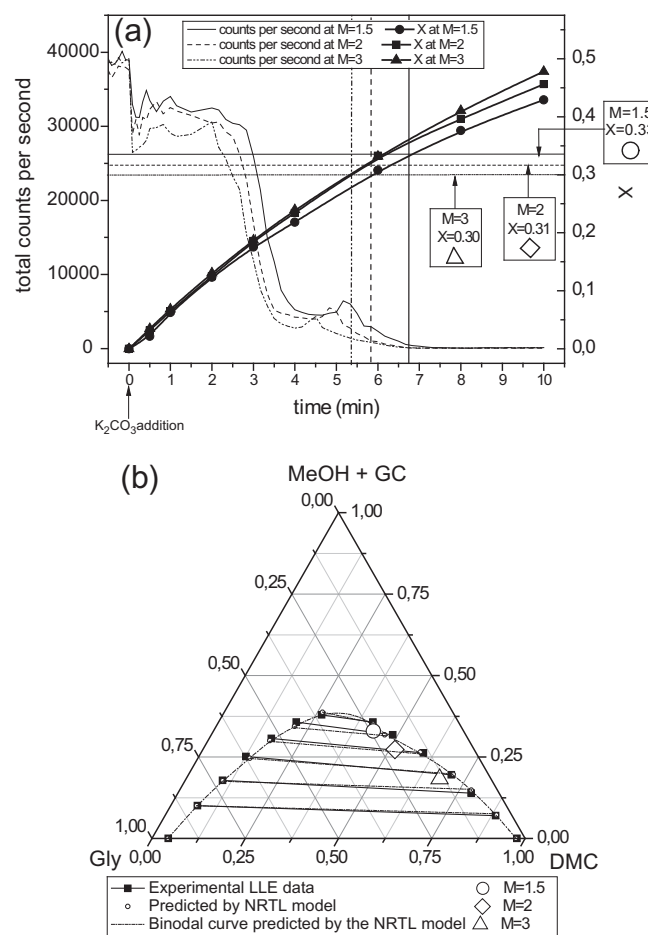 (a)
counts per second at M=1.5
X at M=1.5
counts per second at M=2
X at M=2
counts per second at M=3
X at M=3
40000
30000
20000
10000
0
total counts per second
0,5
0,4
0,3
0,2
0,1
0,0
X
M=1.5
X=0.33
M=3
X=0.30
M=2
X=0.31
0 1 2 3 4 5 6 7 8 9 10
time (min)
K2CO3addition
(b)
MeOH + GC
0,00
1,00
0,25
0,75
0,50
0,50
0,75
0,25
1,00
0,00
Gly
0,00
0,25
0,50
0,75
1,00
DMC
Experimental LLE data
M=1.5
Predicted by NRTL model
M=2
Binodal curve predicted by the NRTL model
M=3